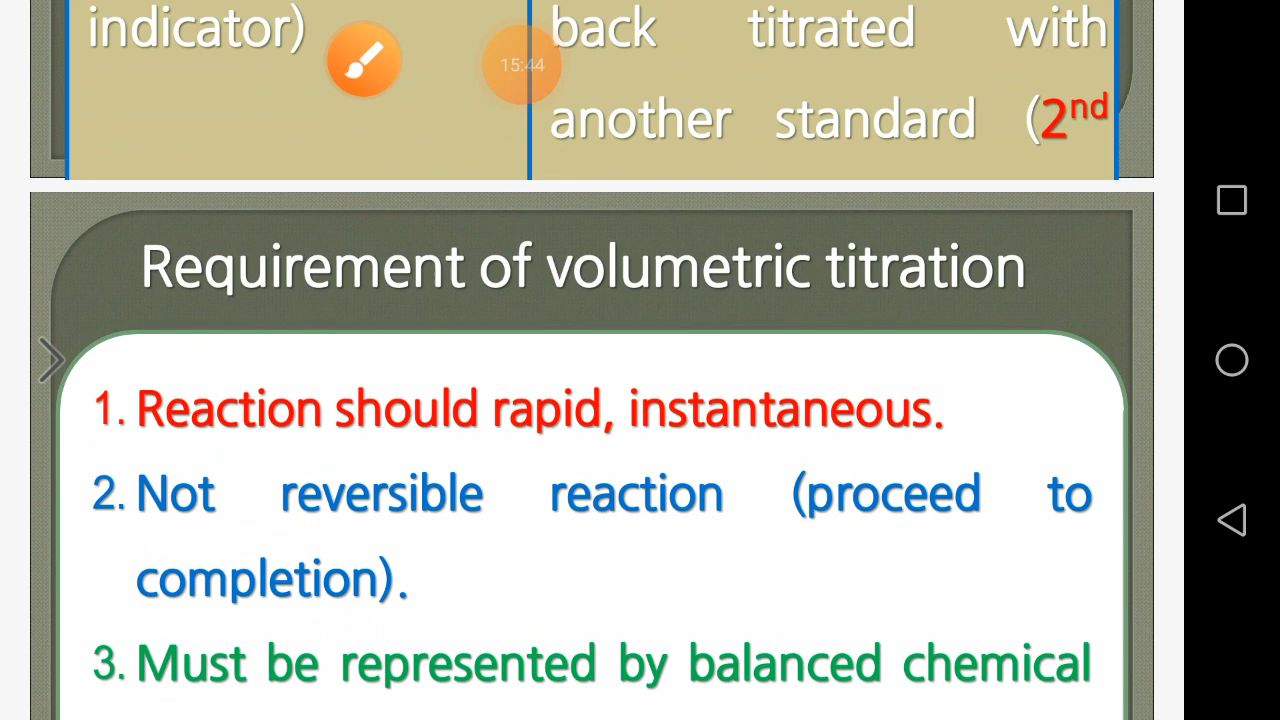 indicator)
back titrated with
15:44
another standard (2nd
Requirement of volumetric titration
1. Reaction should rapid, instantaneous.
2. Not reversible reaction (proceed to
completion).
3. Must be represented by balanced chemical